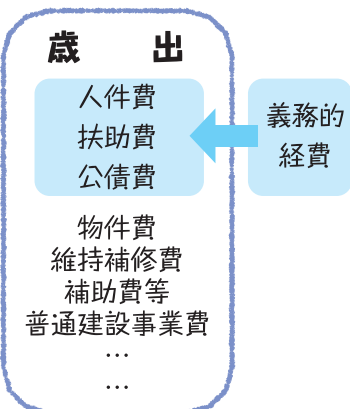 歳 出
人件費
扶助費
公債費
義務的
経費
物件費
維持補修費
補助費等
普通建設事業費
…
…